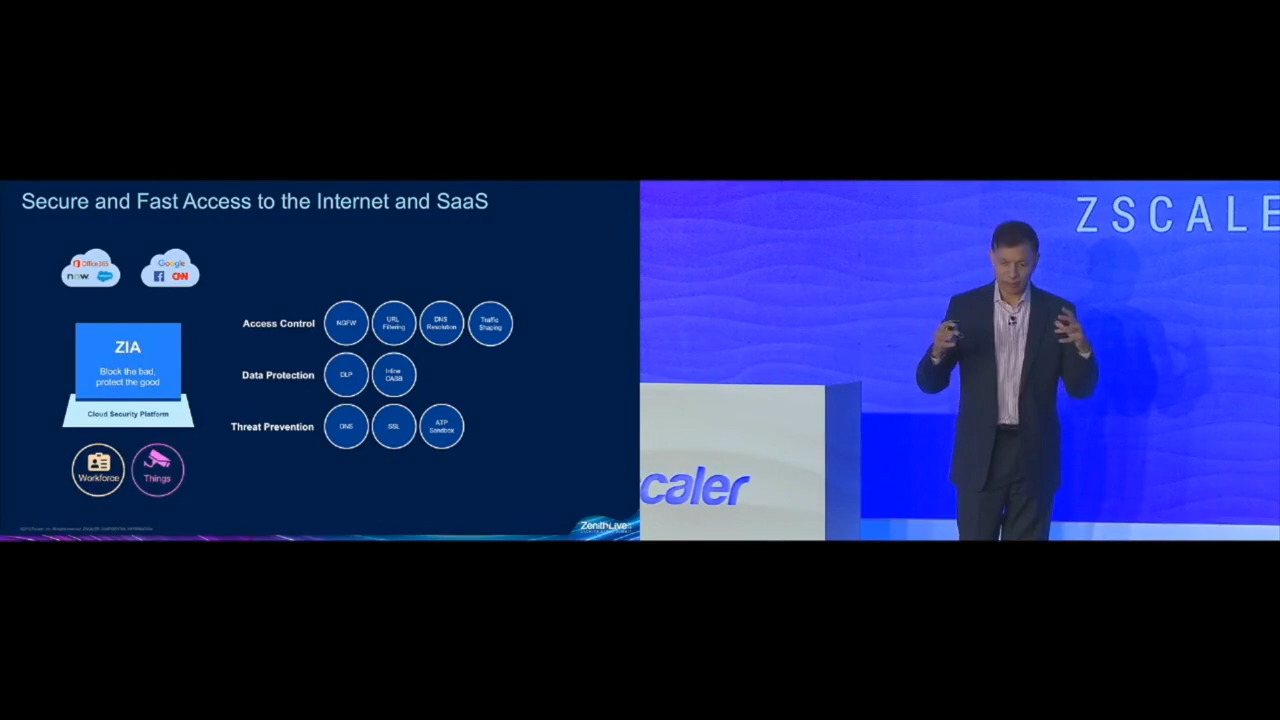 Secure and Fast Access to the Internet and SaaS
Office365
now
Google
CNN
ZIA
Block the bad,
protect the good
Cloud Security Platform
Workforce
Things
Access Control
NGFW
URL
Filtering
DNS
Resolution
Traffic
Shaping
Data Protection
DLP
Inline
CASB
Threat Prevention
DNS
SSL
ATP
Sandbox
ZenithLive
ZSCALE
caler